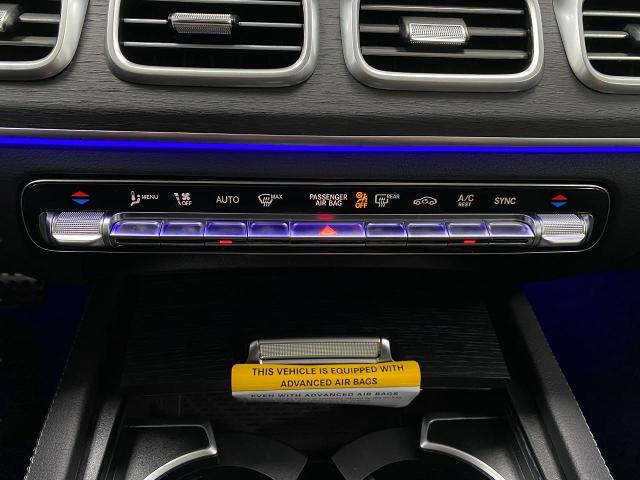 MENU
OFF
AUTO
MAX
PASSENGER
AIR BAG
OFF
REAR
A/C
REST
SYNC
THIS VEHICLE IS EQUIPPED WITH
ADVANCED AIR BAGS
EVEN WITH ADVANCED AIR BAGS